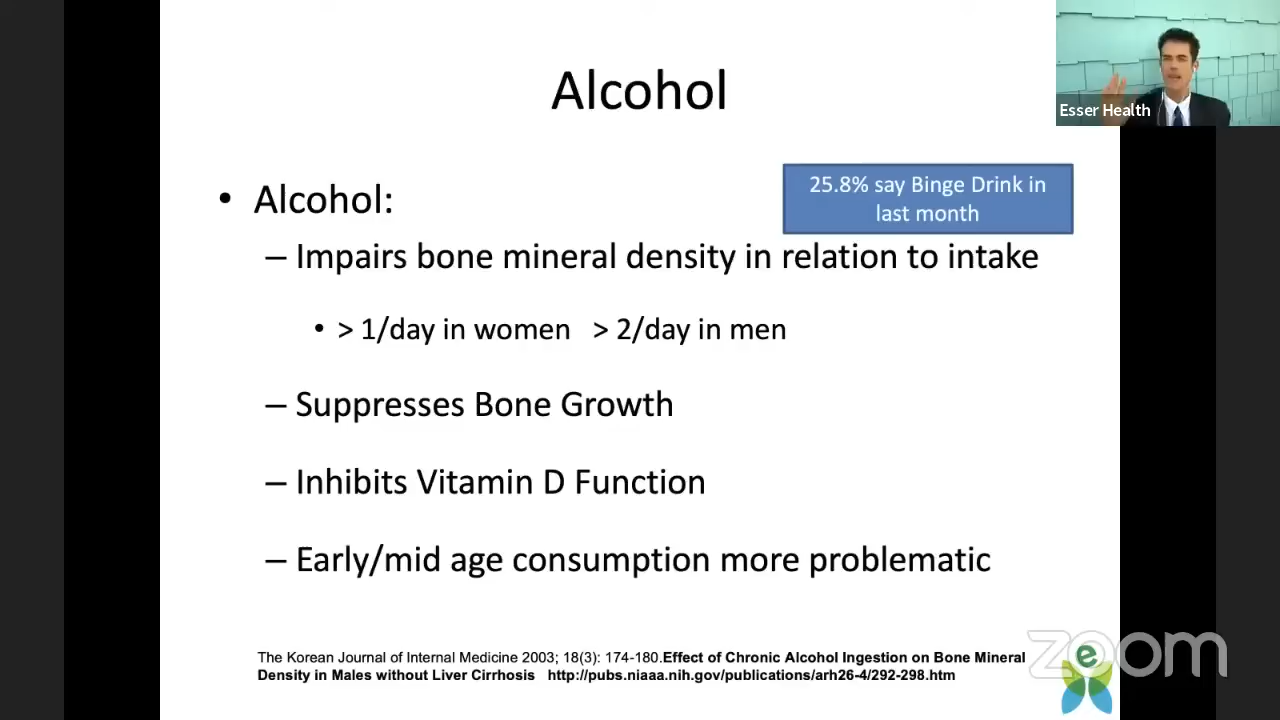 Alcohol
Esser Health
25.8% say Binge Drink in
last month
• Alcohol:
– Impairs bone mineral density in relation to intake
• > 1/day in women > 2/day in men
– Suppresses Bone Growth
– Inhibits Vitamin D Function
– Early/mid age consumption more problematic
The Korean Journal of Internal Medicine 2003; 18(3): 174-180.Effect of Chronic Alcohol Ingestion on Bone Mineral
Density in Males without Liver Cirrhosis http://pubs.niaaa.nih.gov/publications/arh26-4/292-298.htm
zoom
e